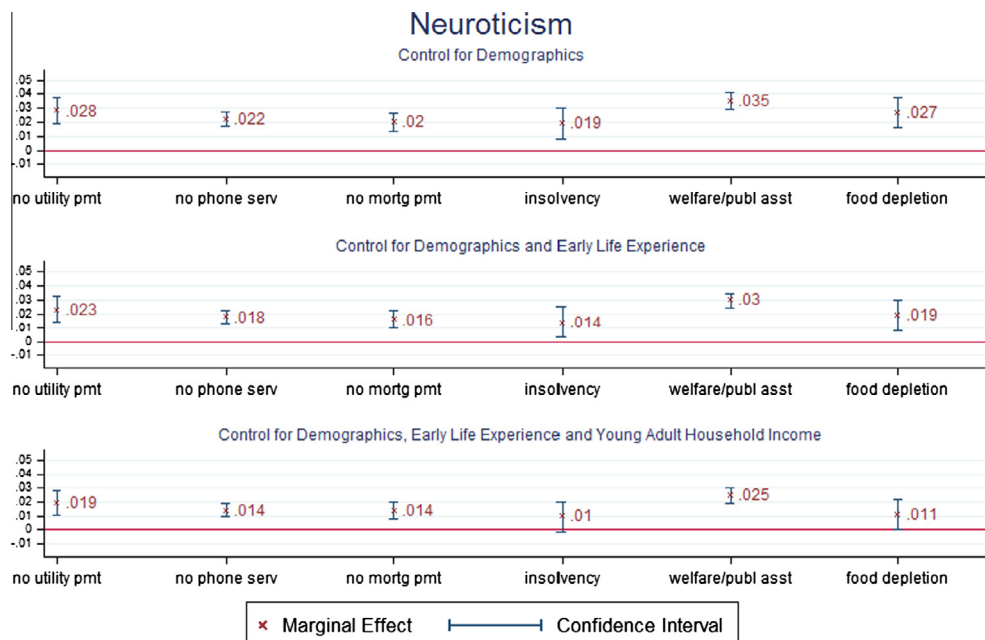 Neuroticism
Control for Demographics
.05
.04
.03
.02
.01
0
-.01
.028
.022
.02
.019
.035
.027
no utility pmt
no phone serv
no mortg pmt
insolvency
welfare/publ asst
food depletion
Control for Demographics and Early Life Experience
.05
.04
.03
.02
.01
0
-.01
.023
.018
.016
.014
.03
.019
no utility pmt
no phone serv
no mortg pmt
insolvency
welfare/publ asst
food depletion
Control for Demographics, Early Life Experience and Young Adult Household Income
.05
.04
.03
.02
.01
0
-.01
.019
.014
.014
.01
.025
.011
no utility pmt
no phone serv
no mortg pmt
insolvency
welfare/publ asst
food depletion
× Marginal Effect
Confidence Interval